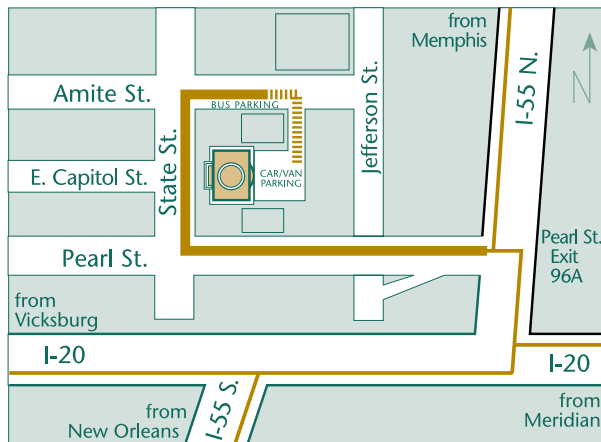 from
Memphis
N
I-55 N.
Amite St.
BUS PARKING
Jefferson St.
State St.
E. Capitol St.
CAR/VAN
PARKING
Pearl St.
Pearl St.
Exit
96A
from
Vicksburg
I-20
I-20
from
New Orleans
I-55 S.
from
Meridian